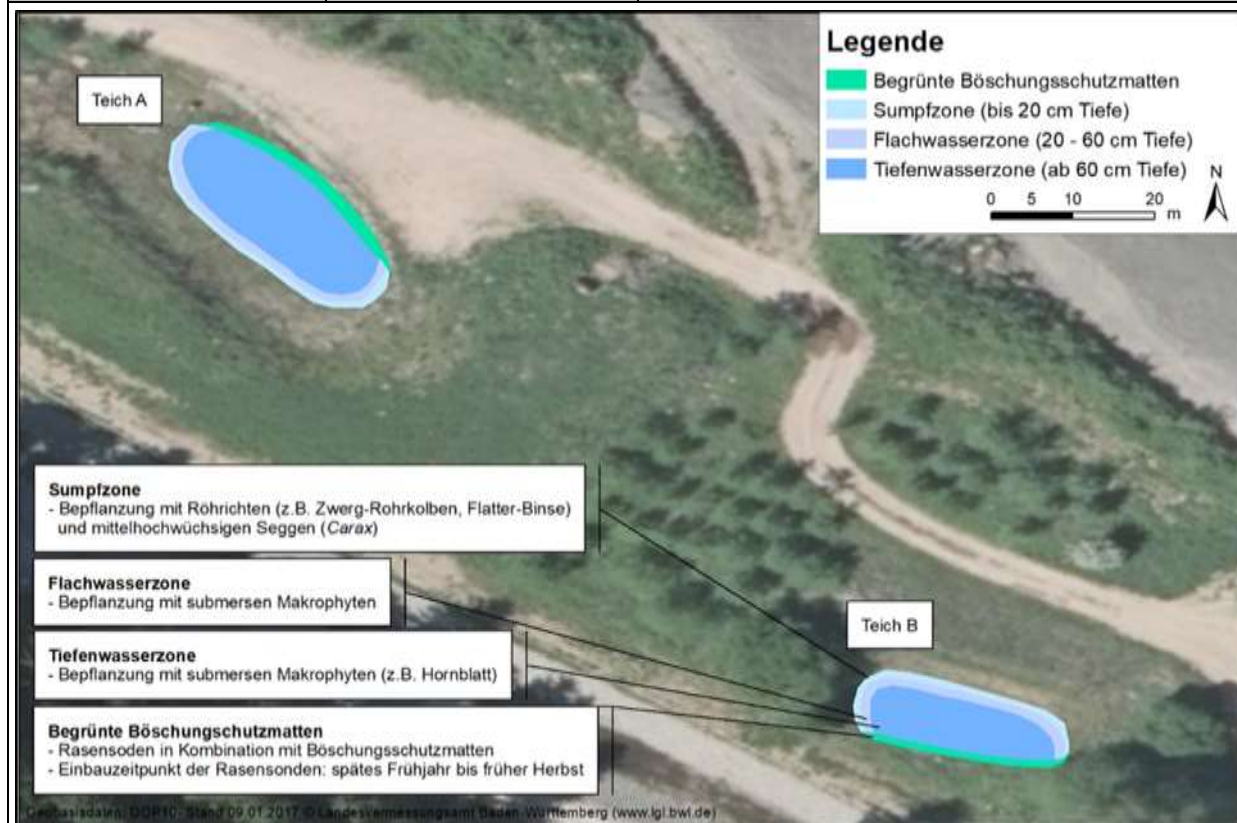 Teich A
Legende
Begrünte Böschungsschutzmatten
Sumpfzone (bis 20 cm Tiefe)
Flachwasserzone (20 - 60 cm Tiefe)
Tiefenwasserzone (ab 60 cm Tiefe)
N
0 5 10 20
m
Sumpfzone
- Bepflanzung mit Röhrichten (z.B. Zwerg-Rohrkolben, Flatter-Binse)
und mittelhochwüchsigen Seggen (Carax)
Flachwasserzone
- Bepflanzung mit submersen Makrophyten
Tiefenwasserzone
- Bepflanzung mit submersen Makrophyten (z.B. Hornblatt)
Begrünte Böschungschutzmatten
- Rasensoden in Kombination mit Böschungsschutzmatten
- Einbauzeitpunkt der Rasensonden: spätes Frühjahr bis früher Herbst
Teich B
Geobasisdaten: DOP10, Stand 09.01.2017 © Landesvermessungsamt Baden-Württemberg (www.lgl.bwl.de)